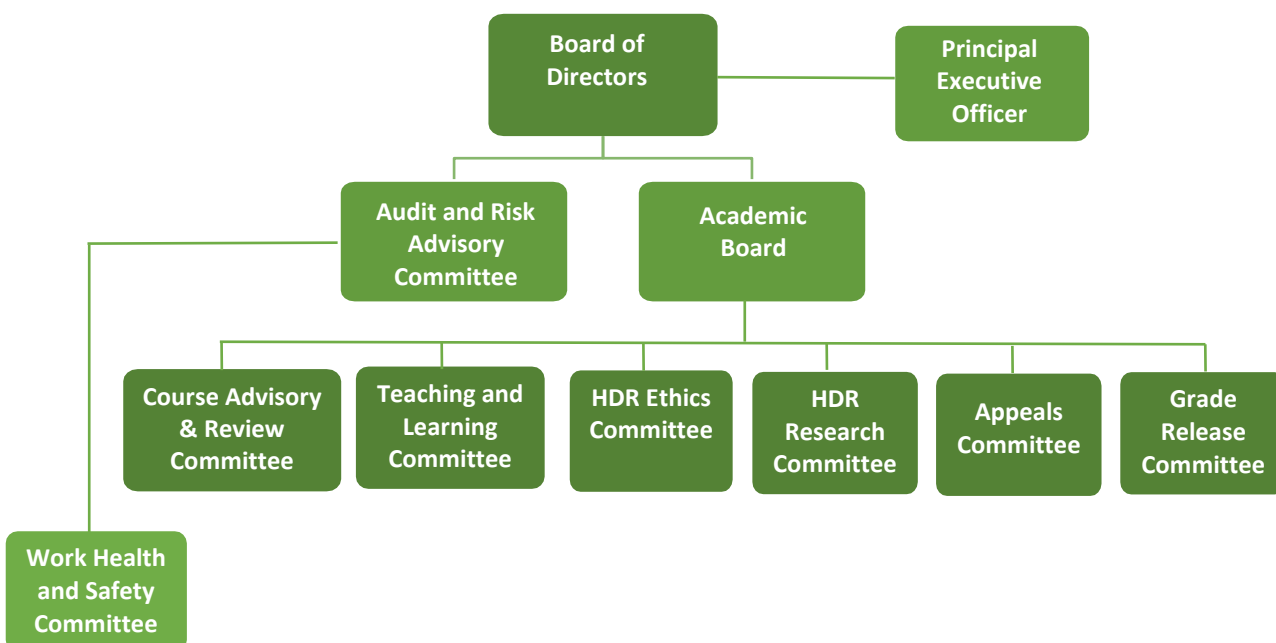 Board of
Directors
Principal
Executive
Officer
Audit and Risk
Advisory
Committee
Academic
Board
Course Advisory
& Review
Committee
Teaching and
Learning
Committee
HDR Ethics
Committee
HDR
Research
Committee
Appeals
Committee
Grade
Release
Committee
Work Health
and Safety
Committee